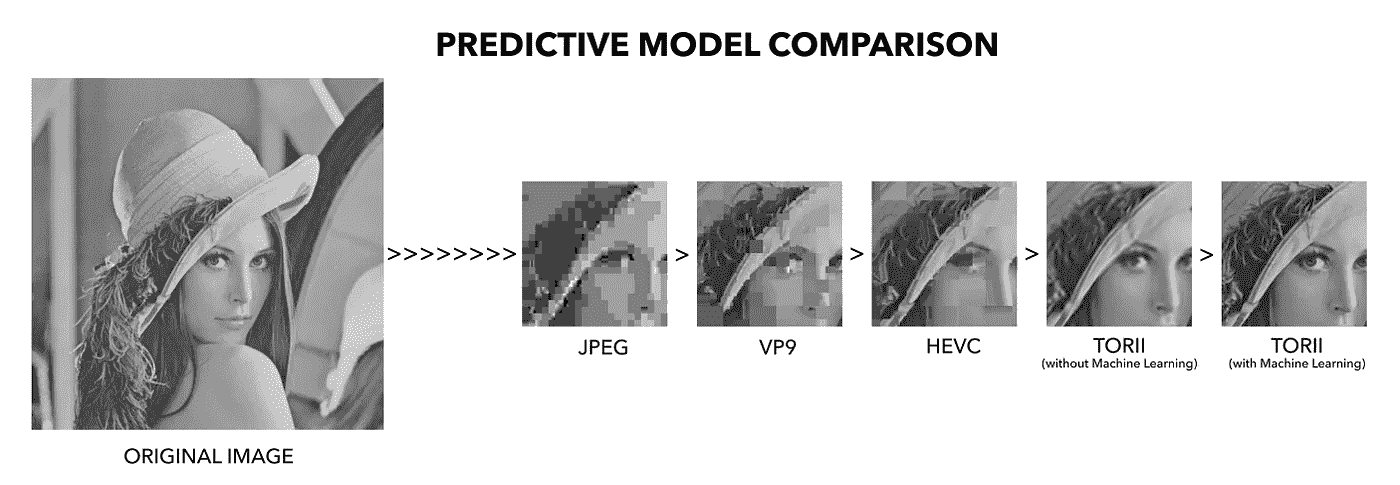 PREDICTIVE MODEL COMPARISON
>>>>>>>>> > > > >
JPEG
VP9
HEVC
TORII
(without Machine Learning)
TORII
(with Machine Learning)
ORIGINAL IMAGE